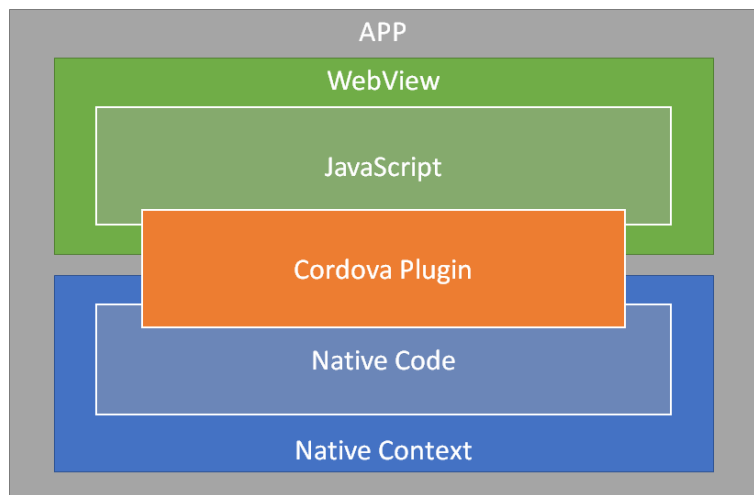 APP
WebView
JavaScript
Cordova Plugin
Native Code
Native Context